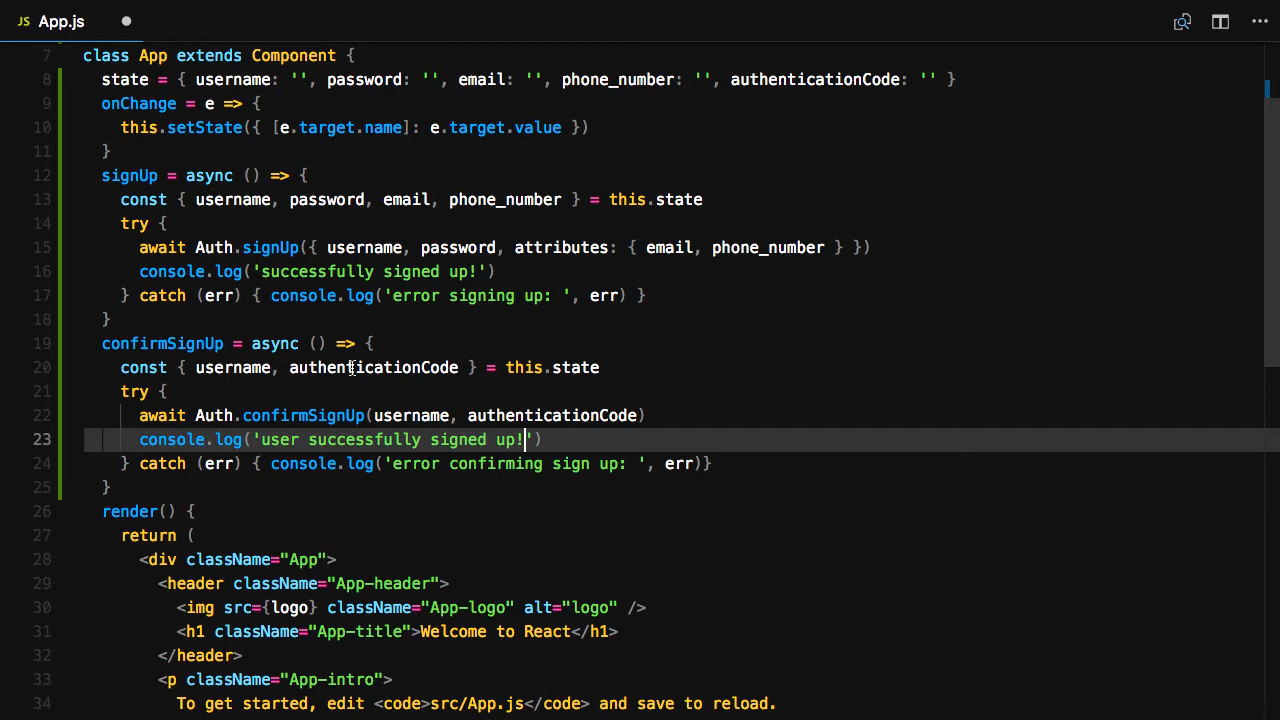 JS App.js
7 class App extends Component {
8 state = { username: '', password: '', email: '', phone_number: '', authenticationCode: '' }
9 onChange = e => {
10 this.setState({ [e.target.name]: e.target.value })
11 }
12 signUp = async () => {
13 const { username, password, email, phone_number } = this.state
14 try {
15 await Auth.signUp({ username, password, attributes: { email, phone_number } })
16 console.log('successfully signed up!')
17 } catch (err) { console.log('error signing up: ', err) }
18 }
19 confirmSignUp = async () => {
20 const { username, authenticationCode } = this.state
21 try {
22 await Auth.confirmSignUp(username, authenticationCode)
23 console.log('user successfully signed up!')
24 } catch (err) { console.log('error confirming sign up: ', err)}
25 }
26 render() {
27 return (
28 <div className="App">
29 <header className="App-header">
30 <img src={logo} className="App-logo" alt="logo" />
31 <h1 className="App-title">Welcome to React</h1>
32 </header>
33 <p className="App-intro">
34 To get started, edit <code>src/App.js</code> and save to reload.